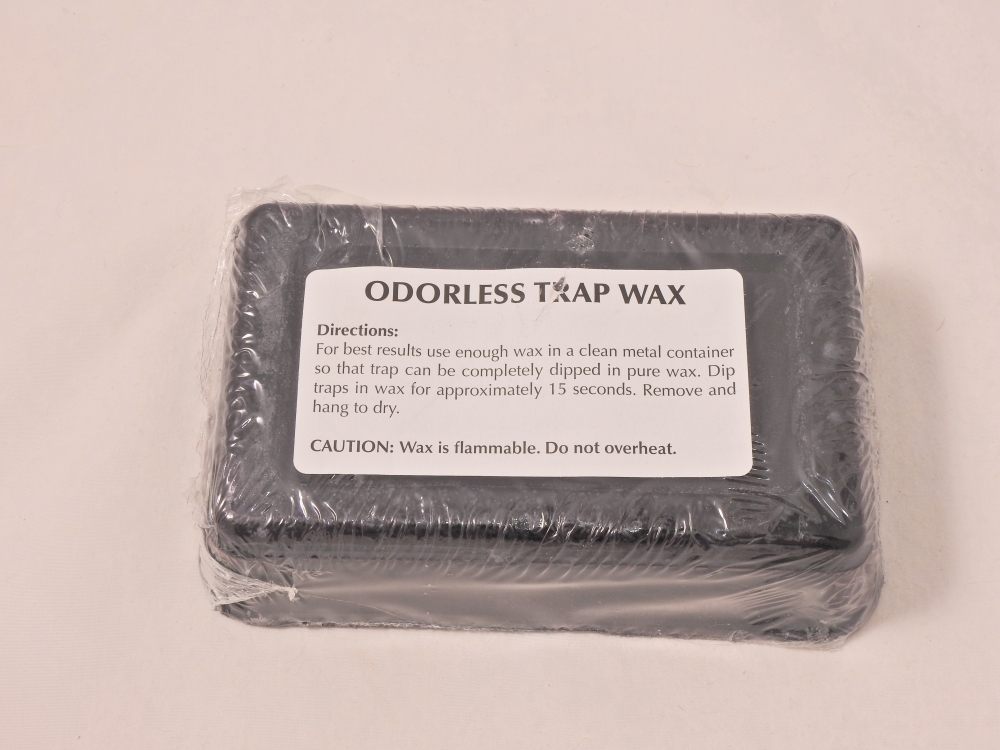 ODORLESS TRAP WAX
Directions:
For best results use enough wax in a clean metal container
so that trap can be completely dipped in pure wax. Dip
traps in wax for approximately 15 seconds. Remove and
hang to dry.
CAUTION: Wax is flammable. Do not overheat.